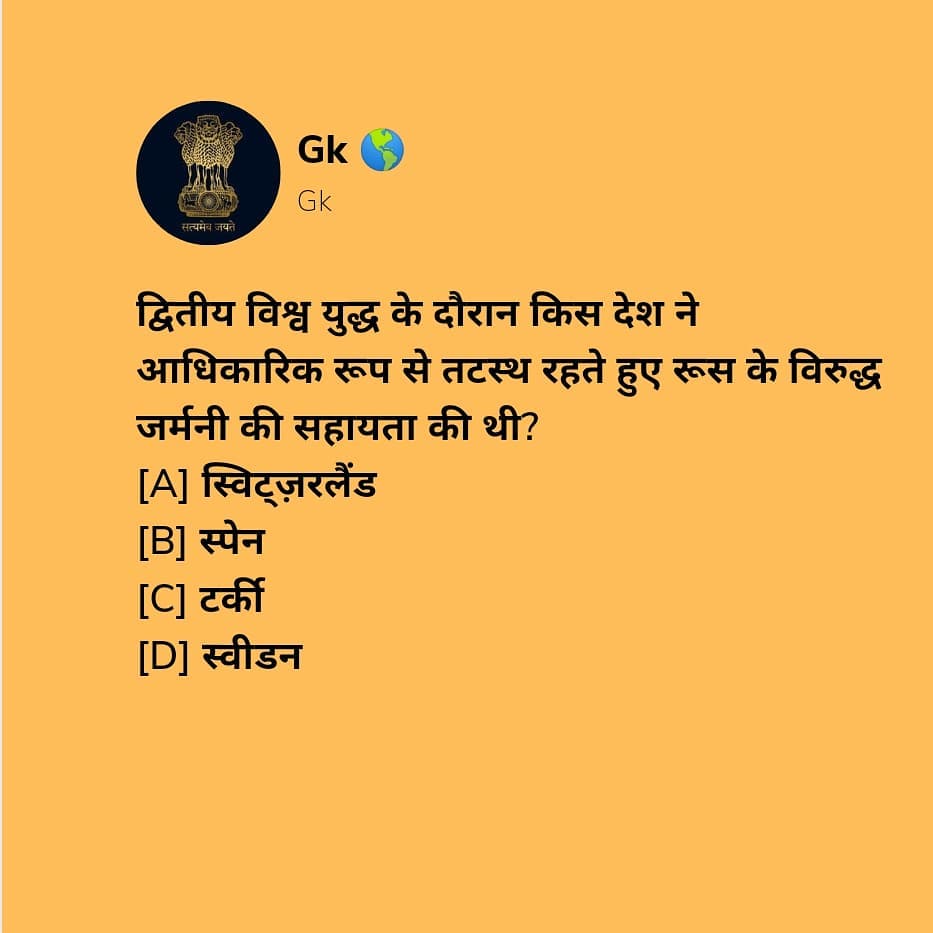 Gk 🌎
Gk
सत्यमेव जयते
द्वितीय विश्व युद्ध के दौरान किस देश ने
आधिकारिक रूप से तटस्थ रहते हुए रूस के विरुद्ध
जर्मनी की सहायता की थी?
[A] स्विट्ज़रलैंड
[B] स्पेन
[C] टर्की
[D] स्वीडन